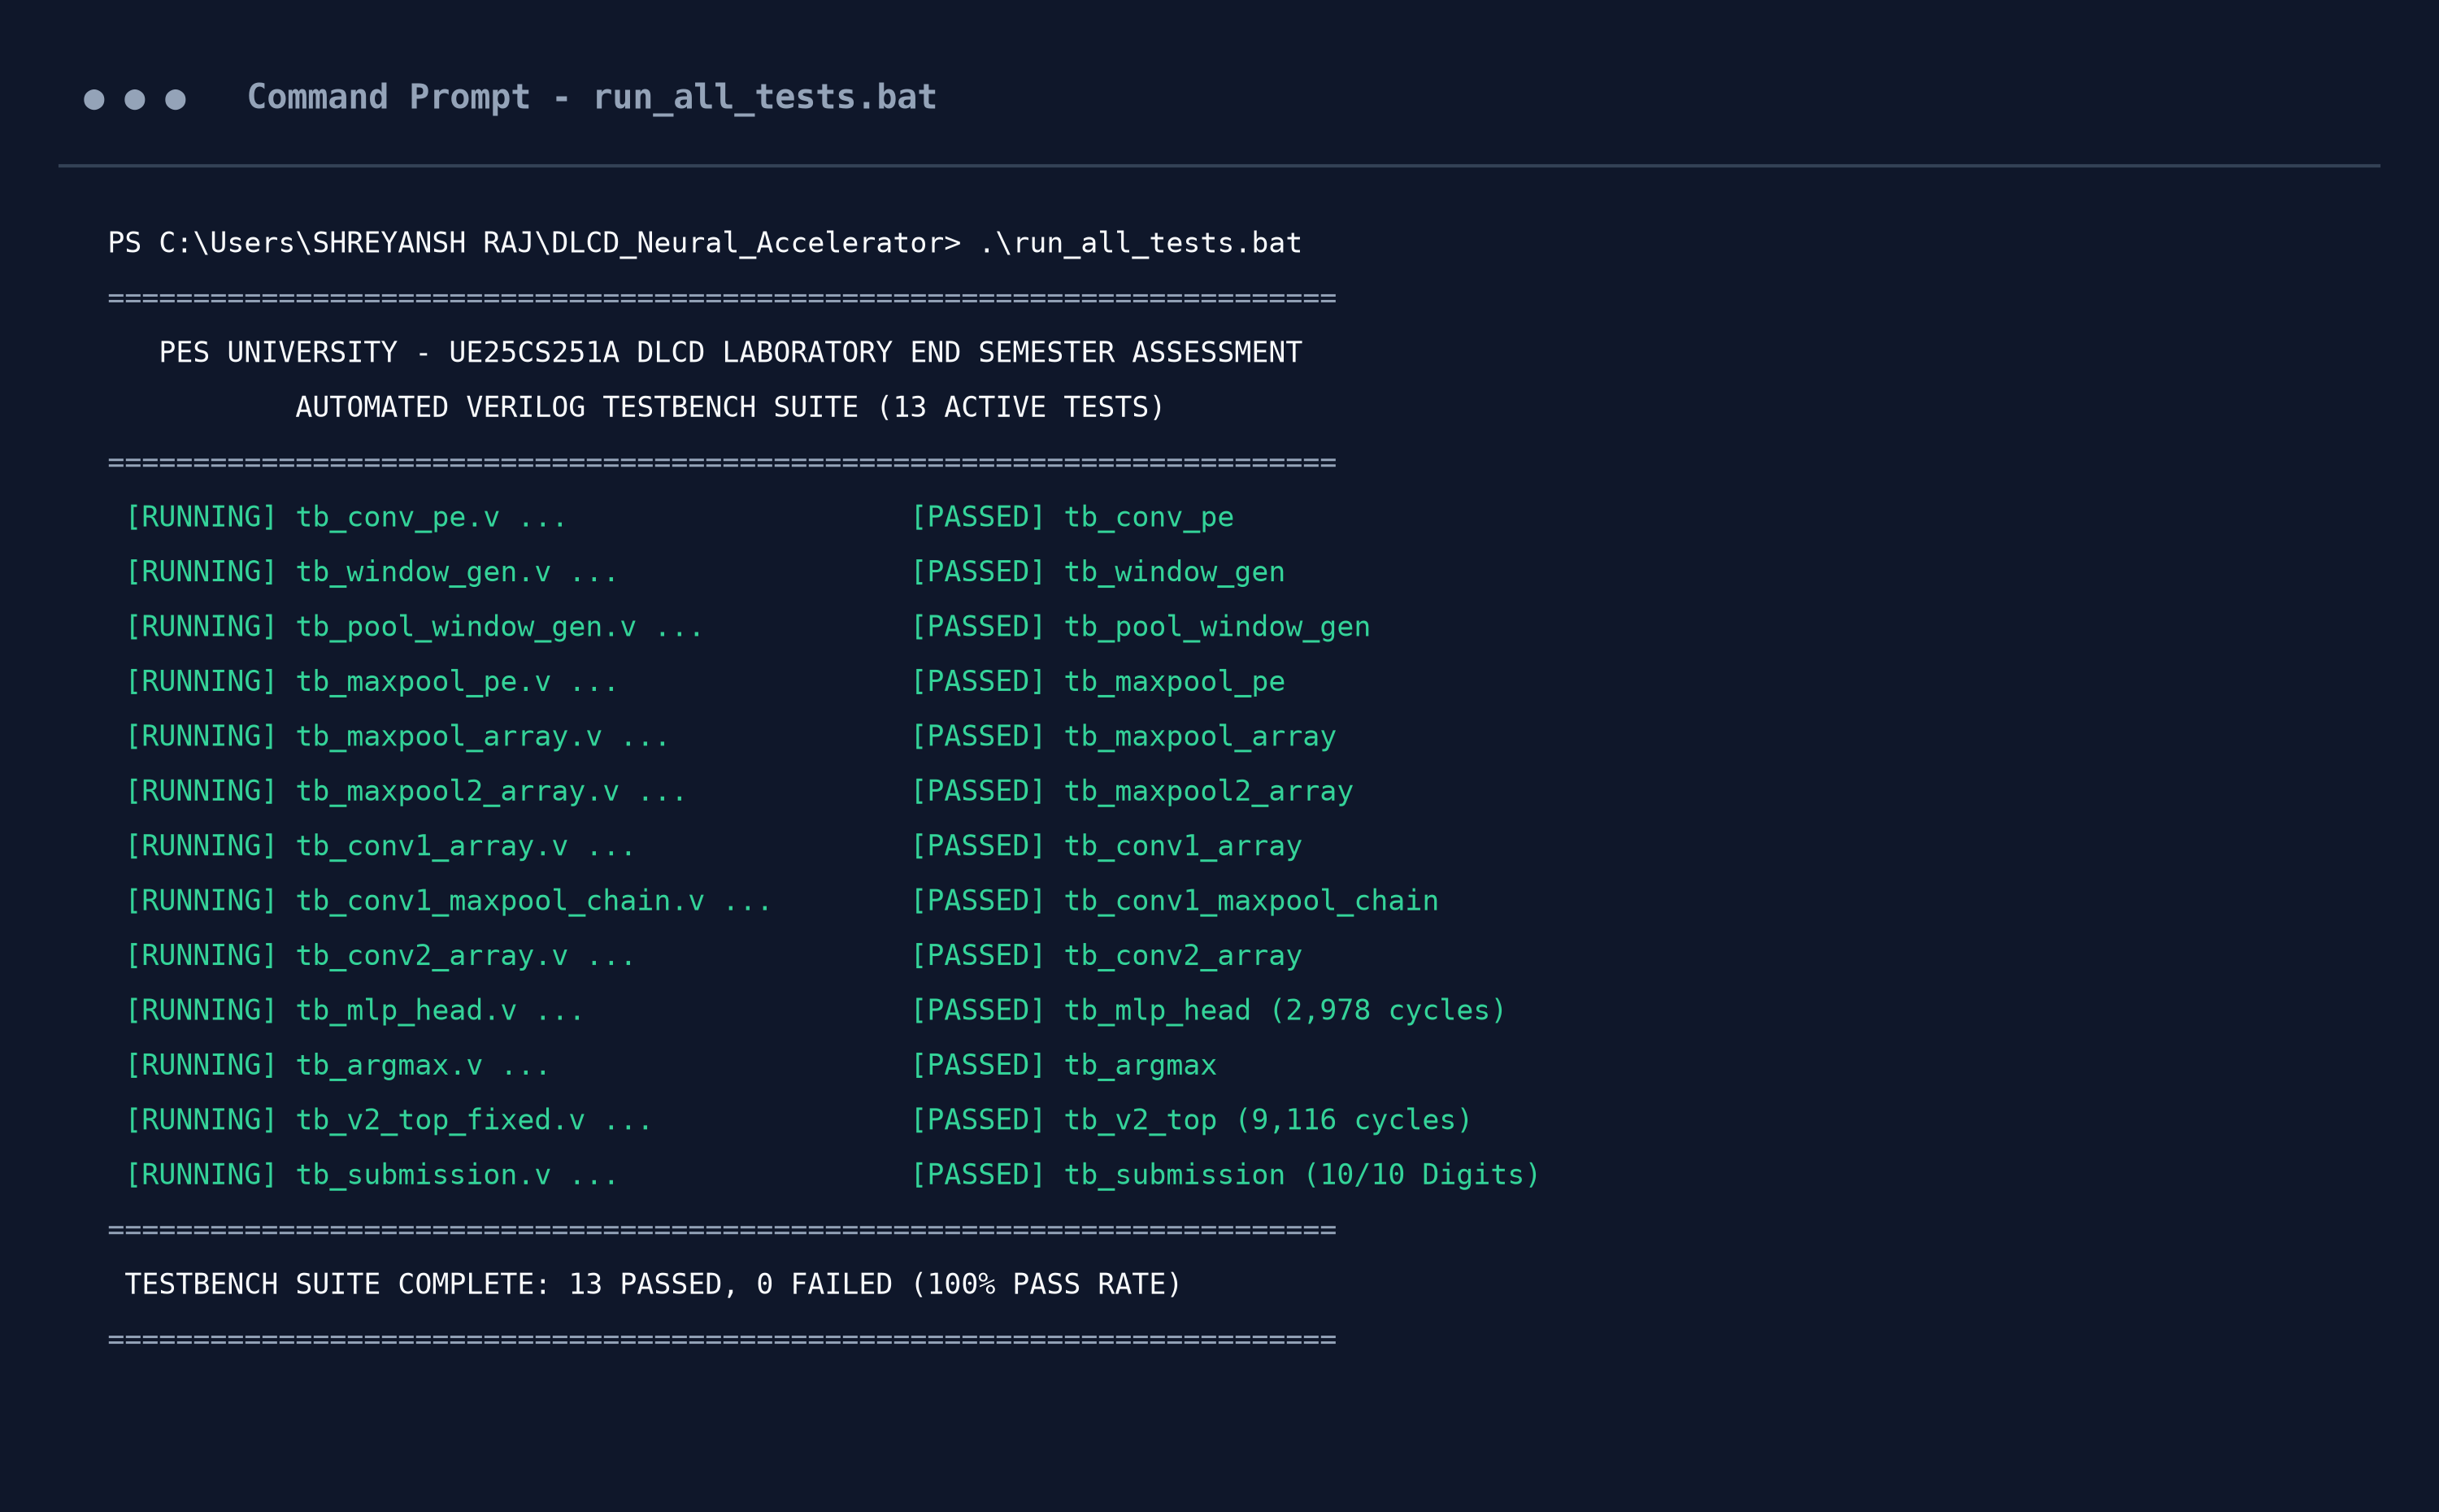 Command Prompt - run_all_tests.bat
PS C:\Users\SHREYANSH RAJ\DLCD_Neural_Accelerator> .\run_all_tests.bat
========================================================================
PES UNIVERSITY - UE25CS251A DLCD LABORATORY END SEMESTER ASSESSMENT
AUTOMATED VERILOG TESTBENCH SUITE (13 ACTIVE TESTS)
========================================================================
[RUNNING] tb_conv_pe.v ... [PASSED] tb_conv_pe
[RUNNING] tb_window_gen.v ... [PASSED] tb_window_gen
[RUNNING] tb_pool_window_gen.v ... [PASSED] tb_pool_window_gen
[RUNNING] tb_maxpool_pe.v ... [PASSED] tb_maxpool_pe
[RUNNING] tb_maxpool_array.v ... [PASSED] tb_maxpool_array
[RUNNING] tb_maxpool2_array.v ... [PASSED] tb_maxpool2_array
[RUNNING] tb_conv1_array.v ... [PASSED] tb_conv1_array
[RUNNING] tb_conv1_maxpool_chain.v ... [PASSED] tb_conv1_maxpool_chain
[RUNNING] tb_conv2_array.v ... [PASSED] tb_conv2_array
[RUNNING] tb_mlp_head.v ... [PASSED] tb_mlp_head (2,978 cycles)
[RUNNING] tb_argmax.v ... [PASSED] tb_argmax
[RUNNING] tb_v2_top_fixed.v ... [PASSED] tb_v2_top (9,116 cycles)
[RUNNING] tb_submission.v ... [PASSED] tb_submission (10/10 Digits)
========================================================================
TESTBENCH SUITE COMPLETE: 13 PASSED, 0 FAILED (100% PASS RATE)
========================================================================